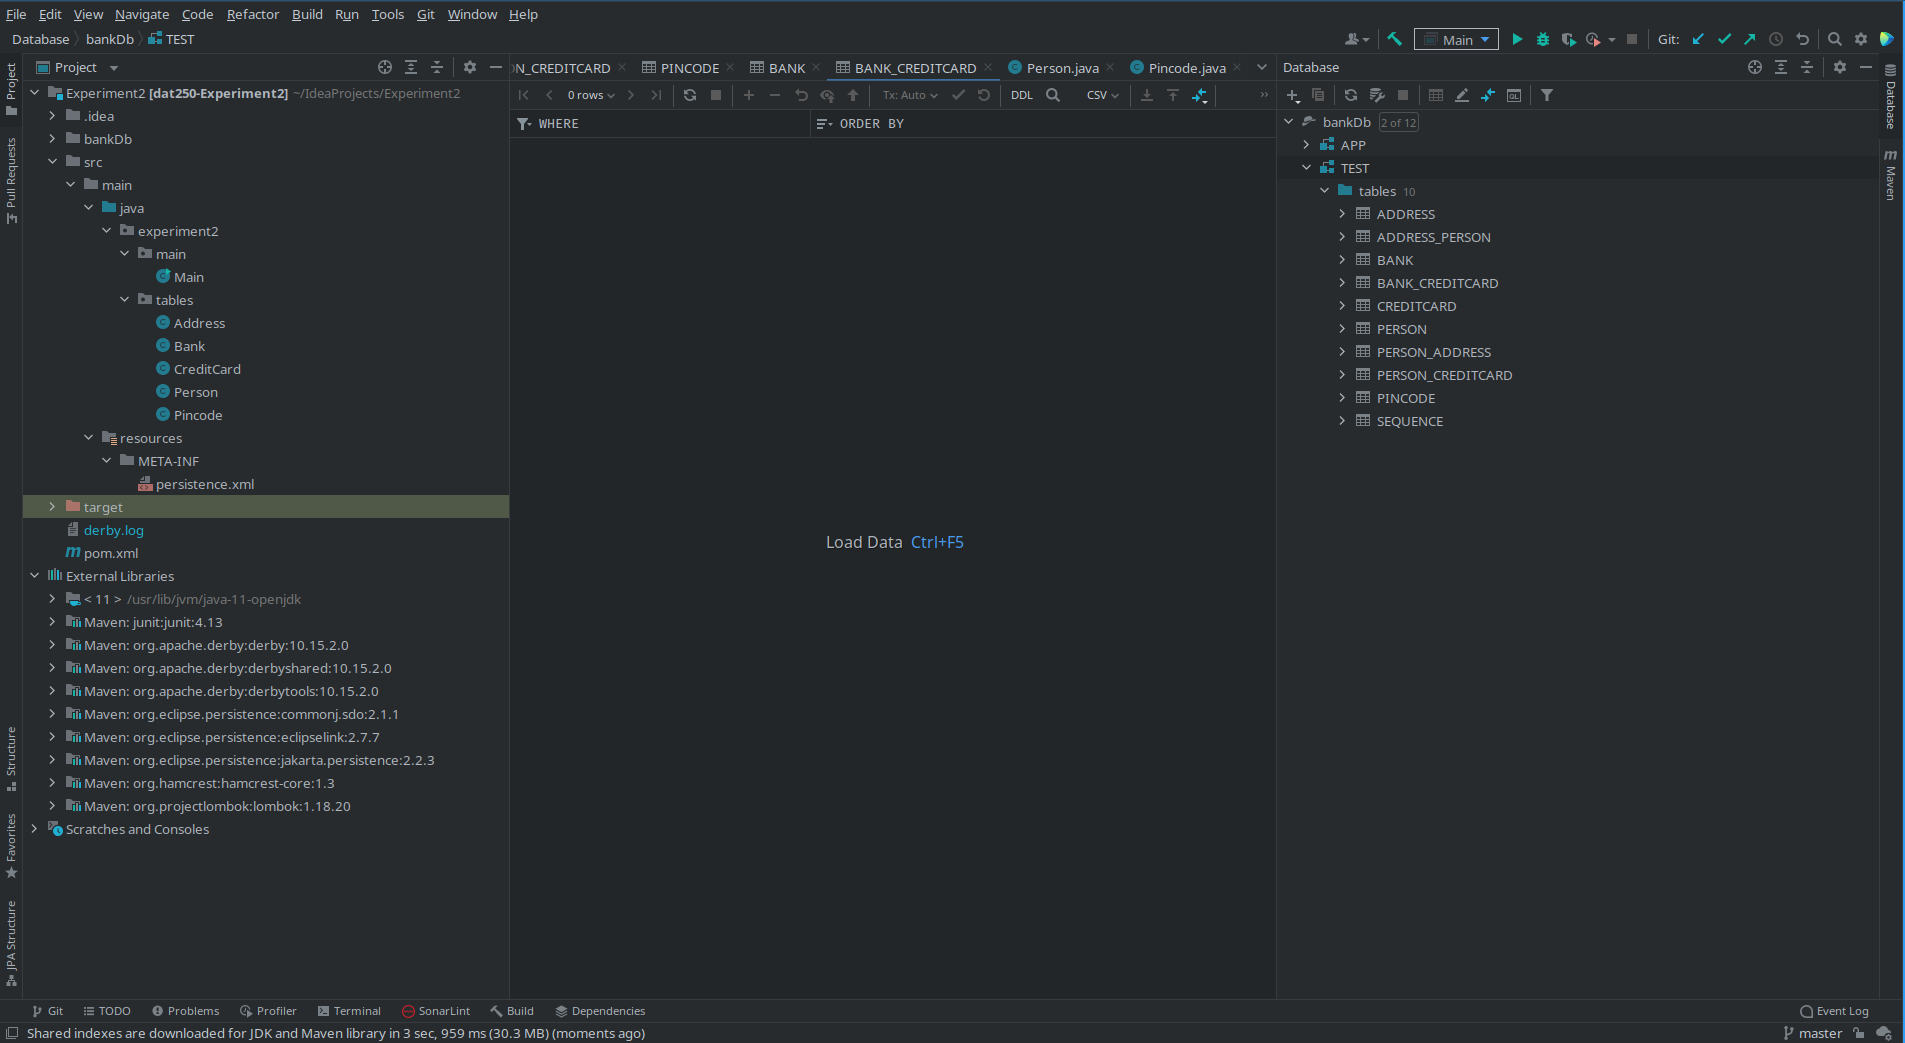 File Edit View Navigate Code Refactor Build Run Tools Git Window Help
Database bankDb TEST
Main
Git:
Project
Pull Requests
Structure
Favorites
JPA Structure
Project
Experiment2 [dat250-Experiment2] ~/IdeaProjects/Experiment2
.idea
bankDb
src
main
java
experiment2
main
Main
tables
Address
Bank
CreditCard
Person
Pincode
resources
META-INF
persistence.xml
target
derby.log
pom.xml
External Libraries
< 11 > /usr/lib/jvm/java-11-openjdk
Maven: junit:junit:4.13
Maven: org.apache.derby:derby:10.15.2.0
Maven: org.apache.derby:derbyshared:10.15.2.0
Maven: org.apache.derby:derbytools:10.15.2.0
Maven: org.eclipse.persistence:commonj.sdo:2.1.1
Maven: org.eclipse.persistence:eclipselink:2.7.7
Maven: org.eclipse.persistence:jakarta.persistence:2.2.3
Maven: org.hamcrest:hamcrest-core:1.3
Maven: org.projectlombok:lombok:1.18.20
Scratches and Consoles
N_CREDITCARD PINCODE BANK BANK_CREDITCARD Person.java Pincode.java
0 rows Tx: Auto DDL CSV
WHERE ORDER BY
Load Data Ctrl+F5
Database
bankDb 2 of 12
APP
TEST
tables 10
ADDRESS
ADDRESS_PERSON
BANK
BANK_CREDITCARD
CREDITCARD
PERSON
PERSON_ADDRESS
PERSON_CREDITCARD
PINCODE
SEQUENCE
Database
Maven
Git TODO Problems Profiler Terminal SonarLint Build Dependencies Event Log
Shared indexes are downloaded for JDK and Maven library in 3 sec, 959 ms (30.3 MB) (moments ago) master